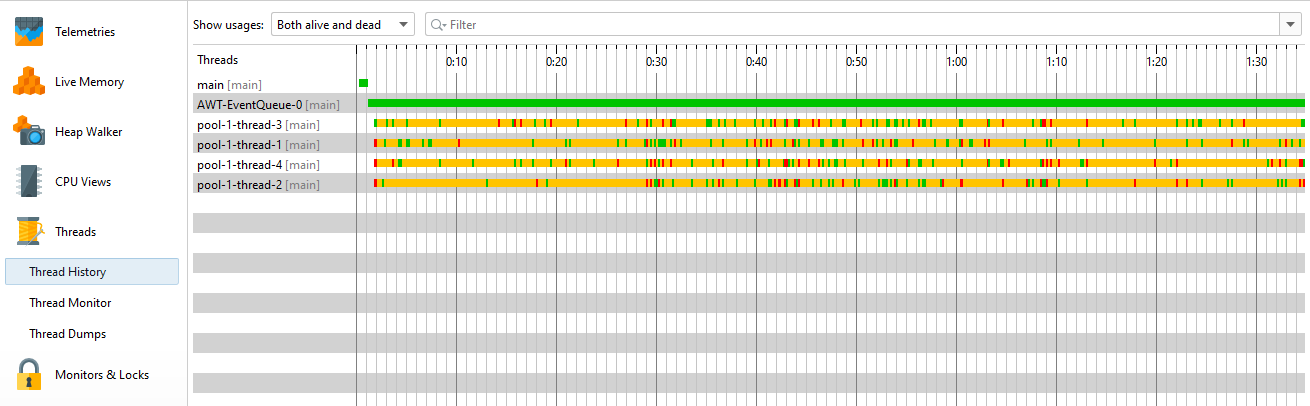 Telemetries
Live Memory
Heap Walker
CPU Views
Threads
Thread History
Thread Monitor
Thread Dumps
Monitors & Locks
Show usages: Both alive and dead Filter
Threads 0:10 0:20 0:30 0:40 0:50 1:00 1:10 1:20 1:30
main [main]
AWT-EventQueue-0 [main]
pool-1-thread-3 [main]
pool-1-thread-1 [main]
pool-1-thread-4 [main]
pool-1-thread-2 [main]